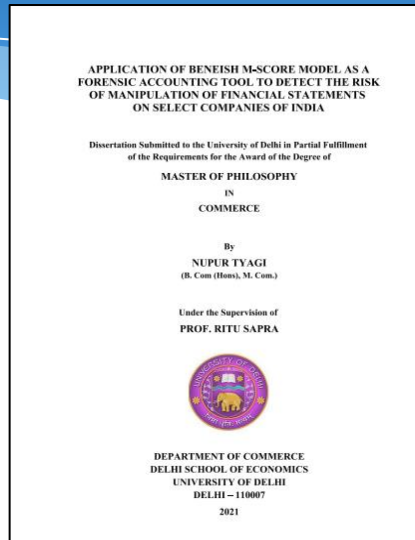 APPLICATION OF BENEISH M-SCORE MODEL AS A
FORENSIC ACCOUNTING TOOL TO DETECT THE RISK
OF MANIPULATION OF FINANCIAL STATEMENTS
ON SELECT COMPANIES OF INDIA
Dissertation Submitted to the University of Delhi in Partial Fulfillment
of the Requirements for the Award of the Degree of
MASTER OF PHILOSOPHY
IN
COMMERCE
By
NUPUR TYAGI
(B. Com (Hons), M. Com.)
Under the Supervision of
PROF. RITU SAPRA
UNIVERSITY OF DELHI
DEPARTMENT OF COMMERCE
DELHI SCHOOL OF ECONOMICS
UNIVERSITY OF DELHI
DELHI – 110007
2021